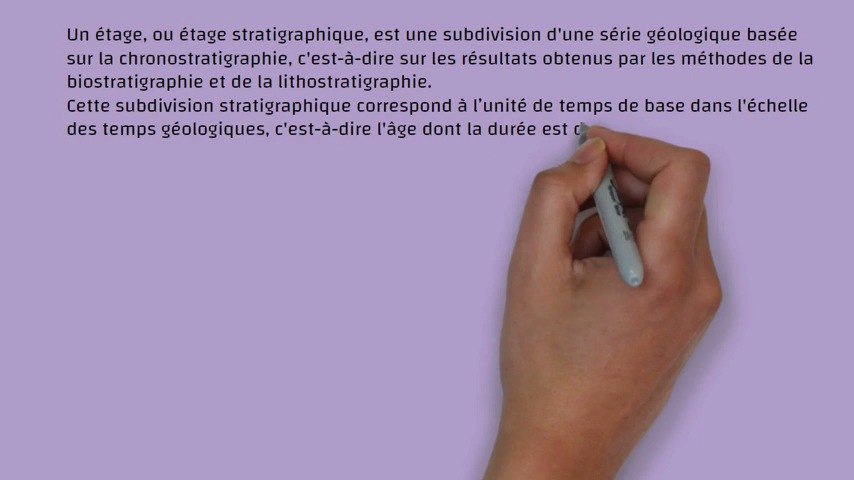 Un étage, ou étage stratigraphique, est une subdivision d'une série géologique basée
sur la chronostratigraphie, c'est-à-dire sur les résultats obtenus par les méthodes de la
biostratigraphie et de la lithostratigraphie.
Cette subdivision stratigraphique correspond à l'unité de temps de base dans l'échelle
des temps géologiques, c'est-à-dire l'âge dont la durée est